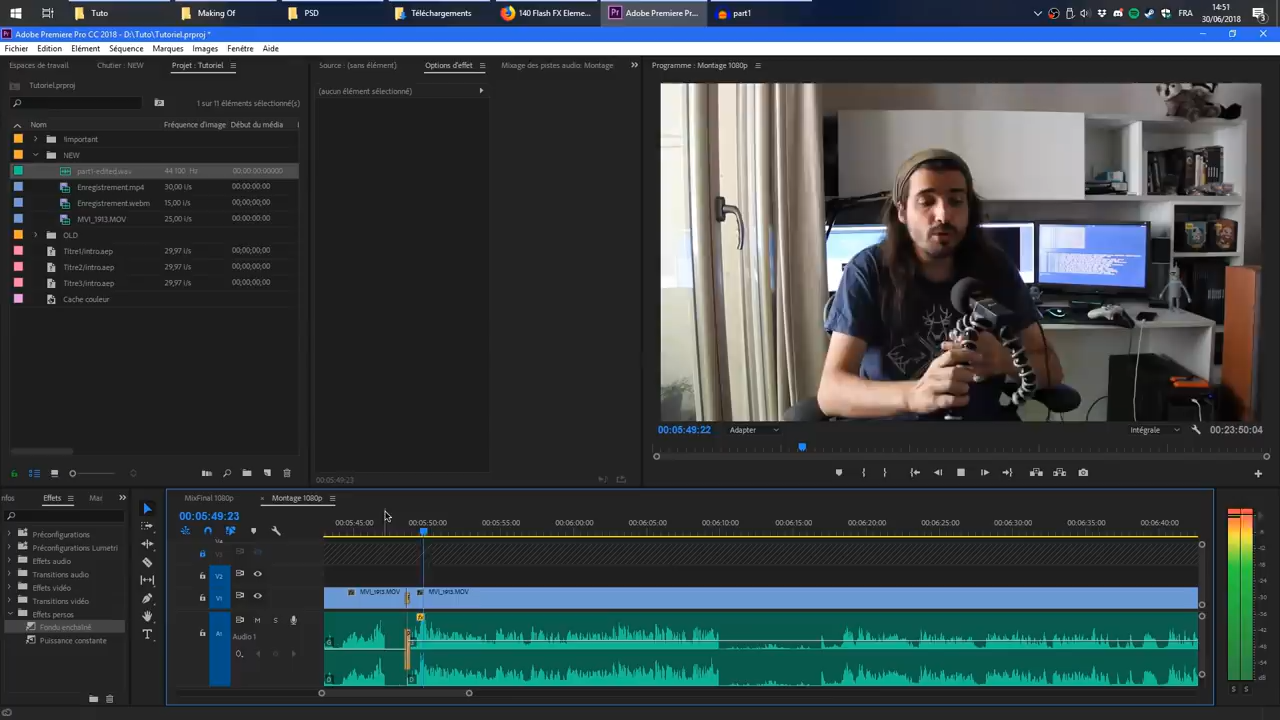 Tuto
Making Of
PSD
Téléchargements
140 Flash FX Eleme...
Adobe Premiere Pr...
part1
FRA
14:51
30/06/2018
Adobe Premiere Pro CC 2018 - D:\Tuto\Tutoriel.prproj *
Fichier Edition Elément Séquence Marques Images Fenêtre Aide
Espaces de travail Chutier : NEW Projet : Tutoriel
Source : (sans élément) Options d'effet Mixage des pistes audio: Montage
Programme : Montage 1080p
Tutoriel.prproj
(aucun élément sélectionné)
1 sur 11 éléments sélectionné(s)
Nom Fréquence d'image Début du média
!important
NEW
part1-edited.wav 44 100 Hz 00:00:00:00000
Enregistrement.mp4 30,00 i/s 00;00;00;00
Enregistrement.webm 15,00 i/s 00:00:00:00
MVI_1913.MOV 25,00 i/s 00:00:00:00
OLD
Titre1/intro.aep 29,97 i/s 00;00;00;00
Titre2/intro.aep 29,97 i/s 00;00;00;00
Titre3/intro.aep 29,97 i/s 00;00;00;00
Cache couleur
00:05:49:22 Adapter Intégrale 00:23:50:04
00:05:49:23
nfos Effets Mar
MixFinal 1080p × Montage 1080p
00:05:49:23
00:05:45:00 00:05:50:00 00:05:55:00 00:06:00:00 00:06:05:00 00:06:10:00 00:06:15:00 00:06:20:00 00:06:25:00 00:06:30:00 00:06:35:00 00:06:40:00
Préconfigurations
Préconfigurations Lumetri
Effets audio
Transitions audio
Effets vidéo
Transitions vidéo
Effets persos
Fondu enchaîné
Puissance constante
V3
V2
V1 MVI_1913.MOV MVI_1913.MOV
A1 M S
Audio 1
S S